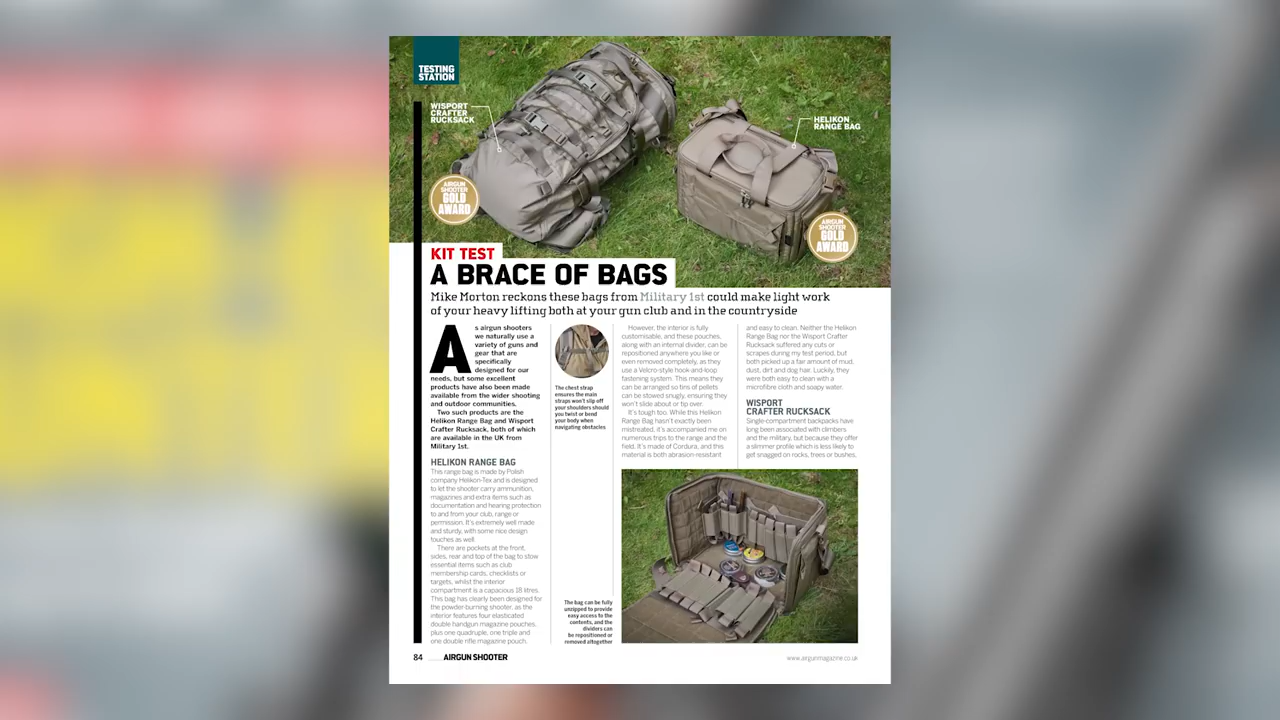 TESTING
STATION
WISPORT
CRAFTER
RUCKSACK
HELIKON
RANGE BAG
AIRGUN
SHOOTER
GOLD
AWARD
AIRGUN
SHOOTER
GOLD
AWARD
KIT TEST
A BRACE OF BAGS
Mike Morton reckons these bags from Military 1st could make light work
of your heavy lifting both at your gun club and in the countryside
As airgun shooters
we naturally use a
variety of guns and
gear that are
specifically
designed for our
needs, but some excellent
products have also been made
available from the wider shooting
and outdoor communities.
Two such products are the
Helikon Range Bag and Wisport
Crafter Rucksack, both of which
are available in the UK from
Military 1st.
HELIKON RANGE BAG
This range bag is made by Polish
company Helikon-Tex and is designed
to let the shooter carry ammunition,
magazines and extra items such as
documentation and hearing protection
to and from your club, range or
permission. It's extremely well made
and sturdy, with some nice design
touches as well.
There are pockets at the front,
sides, rear and top of the bag to stow
essential items such as club
membership cards, checklists or
targets, whilst the interior
compartment is a capacious 18 litres.
This bag has clearly been designed for
the powder-burning shooter, as the
interior features four elasticated
double handgun magazine pouches,
plus one quadruple, one triple and
one double rifle magazine pouch.
The chest strap
ensures the main
straps won't slip off
your shoulders should
you twist or bend
your body when
navigating obstacles
The bag can be fully
unzipped to provide
easy access to the
contents, and the
dividers can
be repositioned or
removed altogether
However, the interior is fully
customisable, and these pouches,
along with an internal divider, can be
repositioned anywhere you like or
even removed completely, as they
use a Velcro-style hook-and-loop
fastening system. This means they
can be arranged so tins of pellets
can be stowed snugly, ensuring they
won't slide about or tip over.
It's tough too. While this Helikon
Range Bag hasn't exactly been
mistreated, it's accompanied me on
numerous trips to the range and the
field. It's made of Cordura, and this
material is both abrasion-resistant
and easy to clean. Neither the Helikon
Range Bag nor the Wisport Crafter
Rucksack suffered any cuts or
scrapes during my test period, but
both picked up a fair amount of mud,
dust, dirt and dog hair. Luckily, they
were both easy to clean with a
microfibre cloth and soapy water.
WISPORT
CRAFTER RUCKSACK
Single-compartment backpacks have
long been associated with climbers
and the military, but because they offer
a slimmer profile which is less likely to
get snagged on rocks, trees or bushes,
84 AIRGUN SHOOTER
www.airgunmagazine.co.uk